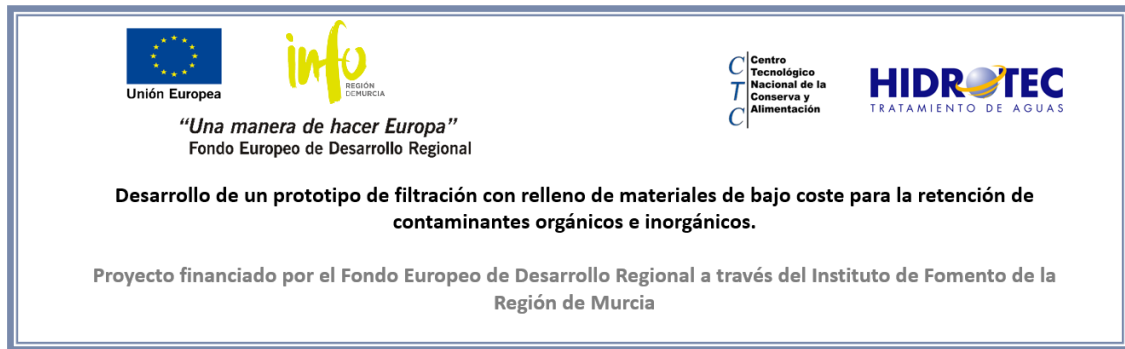 Unión Europea
info
REGIÓN
DEMURCIA
"Una manera de hacer Europa"
Fondo Europeo de Desarrollo Regional
CTC
Centro
Tecnológico
Nacional de la
Conserva y
Alimentación
HIDROTEC
TRATAMIENTO DE AGUAS
Desarrollo de un prototipo de filtración con relleno de materiales de bajo coste para la retención de
contaminantes orgánicos e inorgánicos.
Proyecto financiado por el Fondo Europeo de Desarrollo Regional a través del Instituto de Fomento de la
Región de Murcia